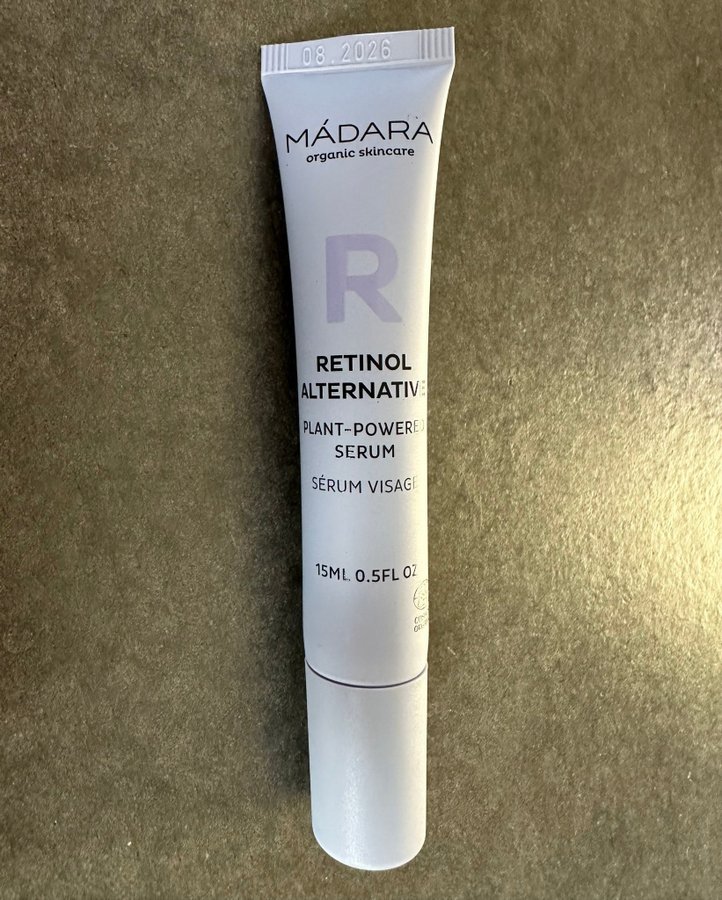 08.2026
MÁDARA
organic skincare
R
RETINOL
ALTERNATIVE
PLANT-POWERED
SERUM
SÉRUM VISAGE
15ML 0.5FL OZ